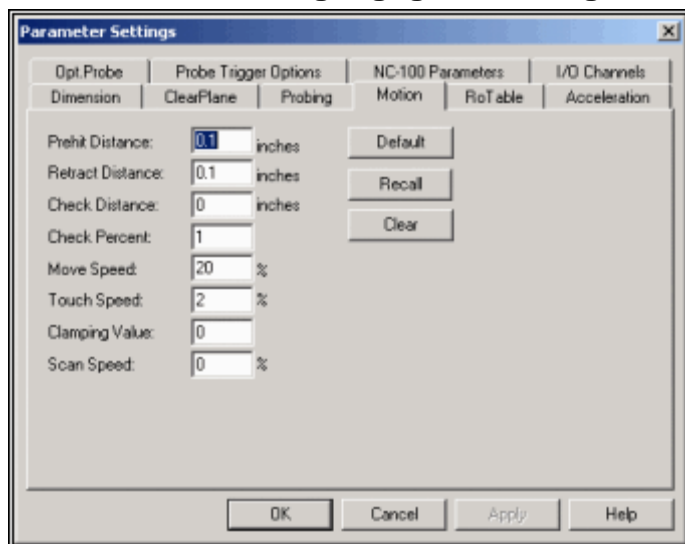 Parameter Settings
Opt.Probe Probe Trigger Options NC-100 Parameters I/O Channels
Dimension ClearPlane Probing Motion RoTable Acceleration
Prehit Distance: 0.1 inches Default
Retract Distance: 0.1 inches Recall
Check Distance: 0 inches Clear
Check Percent: 1
Move Speed: 20 %
Touch Speed: 2 %
Clamping Value: 0
Scan Speed: 0 %
OK Cancel Apply Help